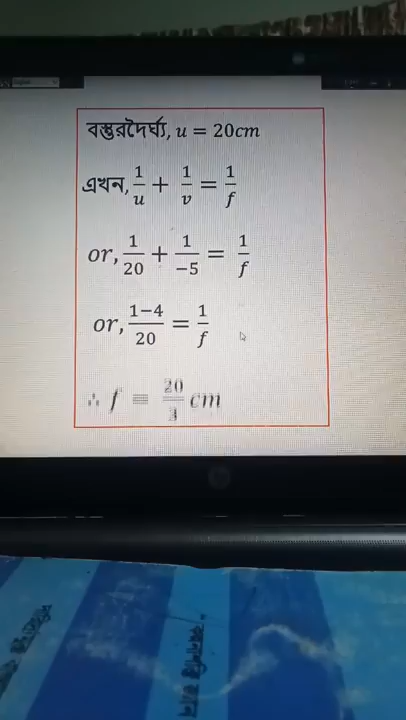 বস্তুরদৈর্ঘ্য, u = 20cm
এখন, 1/u + 1/v = 1/f
or, 1/20 + 1/-5 = 1/f
or, 1-4/20 = 1/f
∴ f = 20/3 cm